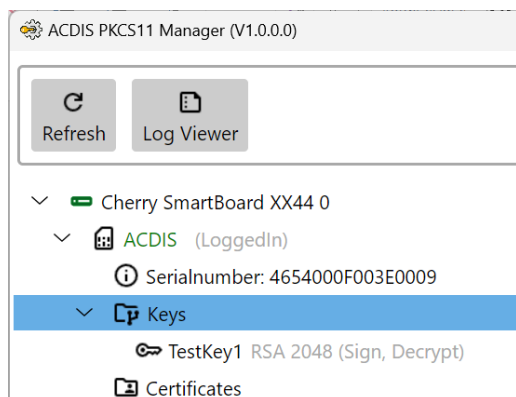 ACDIS PKCS11 Manager (V1.0.0.0)
Refresh
Log Viewer
Cherry SmartBoard XX44 0
ACDIS (LoggedIn)
Serialnumber: 4654000F003E0009
Keys
TestKey1 RSA 2048 (Sign, Decrypt)
Certificates